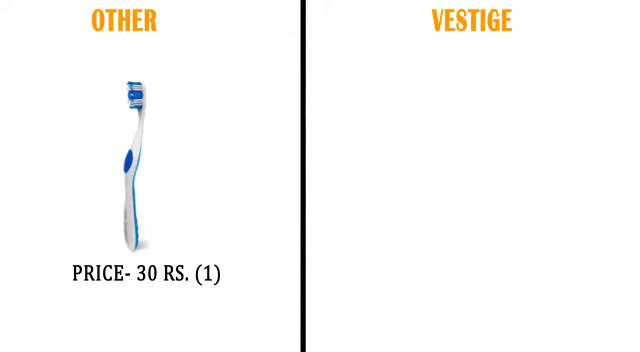 OTHER
VESTIGE
PRICE- 30 RS. (1)